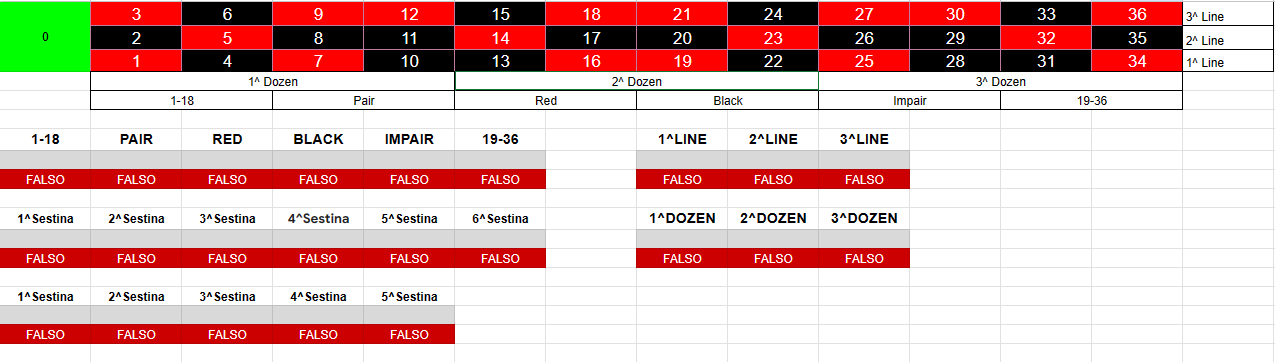 3 6 9 12 15 18 21 24 27 30 33 36 3^ Line
0 2 5 8 11 14 17 20 23 26 29 32 35 2^ Line
1 4 7 10 13 16 19 22 25 28 31 34 1^ Line
1^ Dozen 2^ Dozen 3^ Dozen
1-18 Pair Red Black Impair 19-36
1-18 PAIR RED BLACK IMPAIR 19-36 1^LINE 2^LINE 3^LINE
FALSO FALSO FALSO FALSO FALSO FALSO FALSO FALSO FALSO
1^Sestina 2^Sestina 3^Sestina 4^Sestina 5^Sestina 6^Sestina 1^DOZEN 2^DOZEN 3^DOZEN
FALSO FALSO FALSO FALSO FALSO FALSO FALSO FALSO FALSO
1^Sestina 2^Sestina 3^Sestina 4^Sestina 5^Sestina
FALSO FALSO FALSO FALSO FALSO